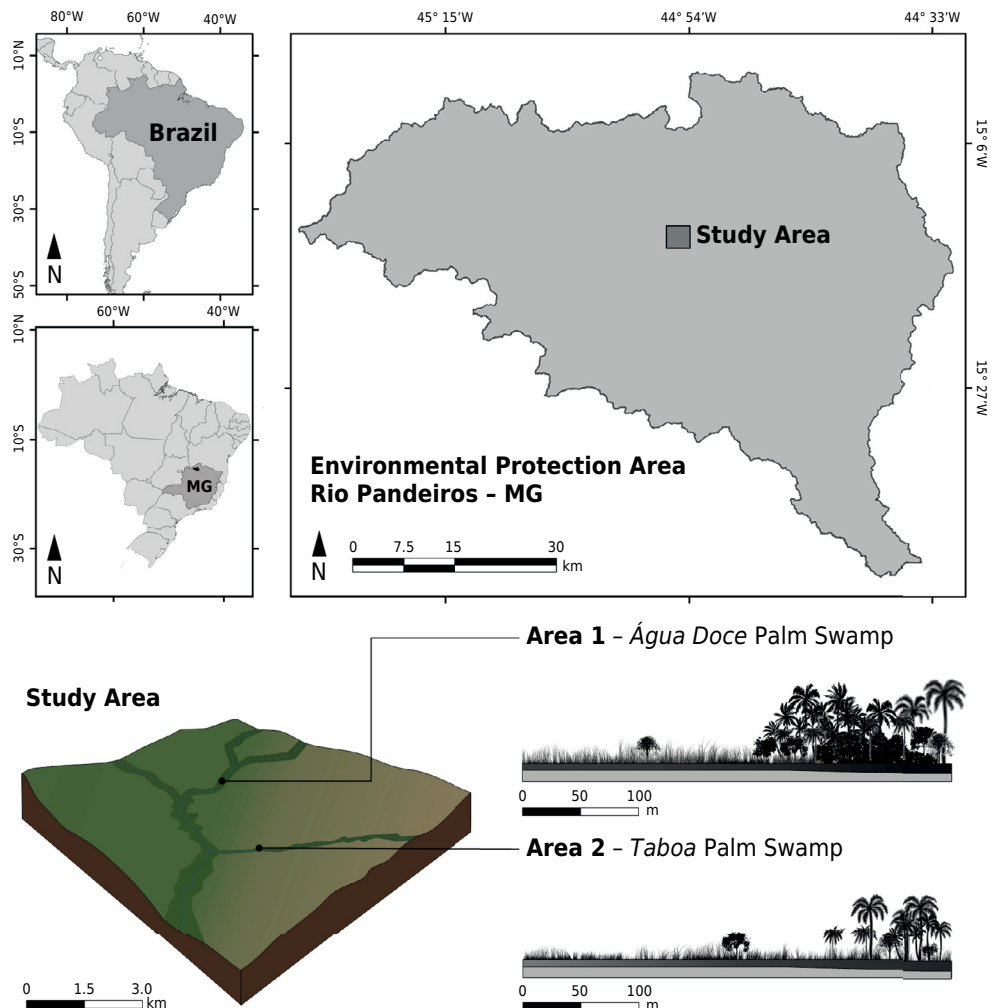 80°W 60°W 40°W
10°N
10°S
30°S
50°S
Brazil
N
60°W 40°W
10°N
10°S
30°S
MG
N
45° 15'W 44° 54'W 44° 33'W
15° 6'W
15° 27'W
Study Area
Environmental Protection Area
Rio Pandeiros – MG
N
0 7.5 15 30
km
Study Area
0 1.5 3.0
km
Area 1 – Água Doce Palm Swamp
0 50 100
m
Area 2 – Taboa Palm Swamp
0 50 100
m